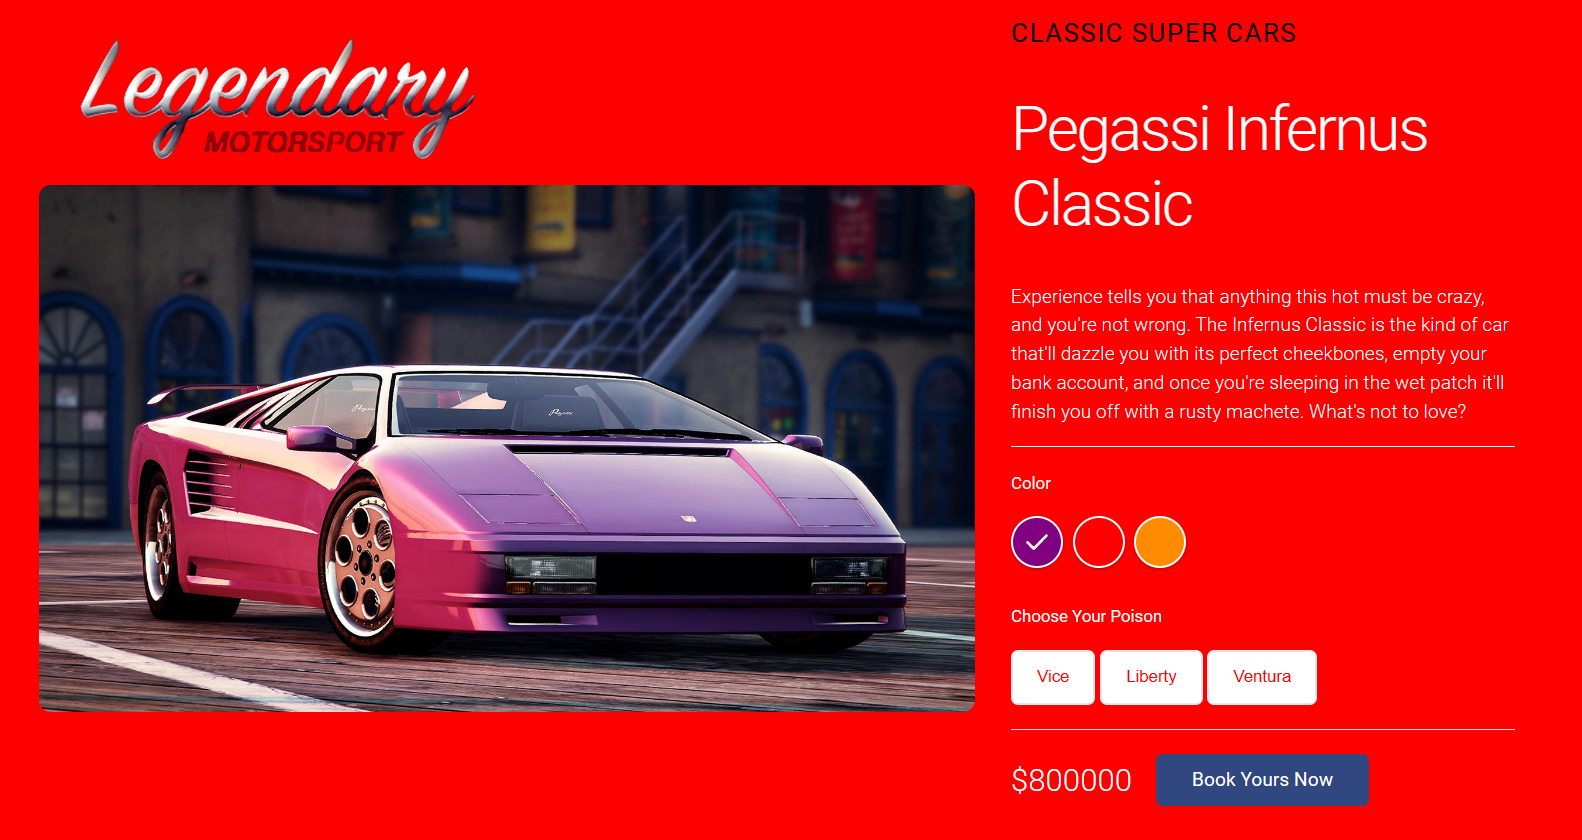 Legendary
MOTORSPORT
CLASSIC SUPER CARS
Pegassi Infernus
Classic
Experience tells you that anything this hot must be crazy,
and you're not wrong. The Infernus Classic is the kind of car
that'll dazzle you with its perfect cheekbones, empty your
bank account, and once you're sleeping in the wet patch it'll
finish you off with a rusty machete. What's not to love?
Color
Choose Your Poison
Vice Liberty Ventura
$800000 Book Yours Now